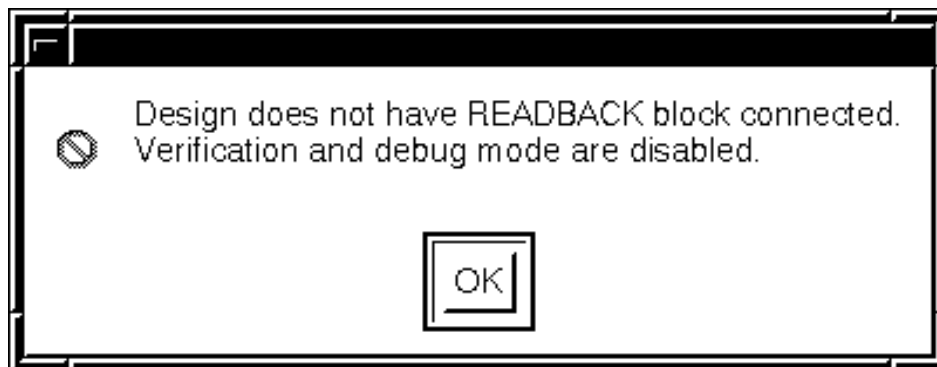 Design does not have READBACK block connected.
Verification and debug mode are disabled.
OK